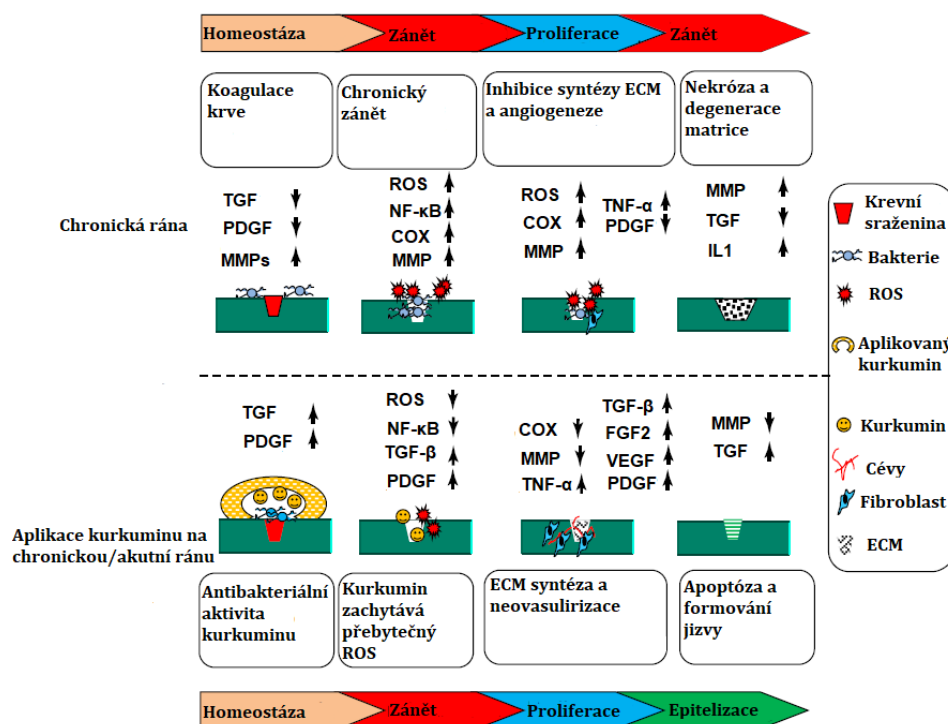 Homeostáza Zánět Proliferace Zánět
Koagulace
krve
Chronický
zánět
Inhibice syntézy ECM
a angiogeneze
Nekróza a
degenerace
matrice
Chronická rána
TGF
PDGF
MMPs
ROS
NF-κB
COX
MMP
ROS
COX
MMP
TNF-α
PDGF
MMP
TGF
IL1
Krevní
sraženina
Bakterie
ROS
Aplikovaný
kurkumin
Kurkumin
Cévy
Fibroblast
ECM
Aplikace kurkuminu na
chronickou/akutní ránu
TGF
PDGF
ROS
NF-κB
TGF-β
PDGF
COX
MMP
TNF-α
TGF-β
FGF2
VEGF
PDGF
MMP
TGF
Antibakteriální
aktivita
kurkuminu
Kurkumin
zachytává
přebytečný
ROS
ECM syntéza a
neovasulirizace
Apoptóza a
formování
jizvy
Homeostáza Zánět Proliferace Epitelizace